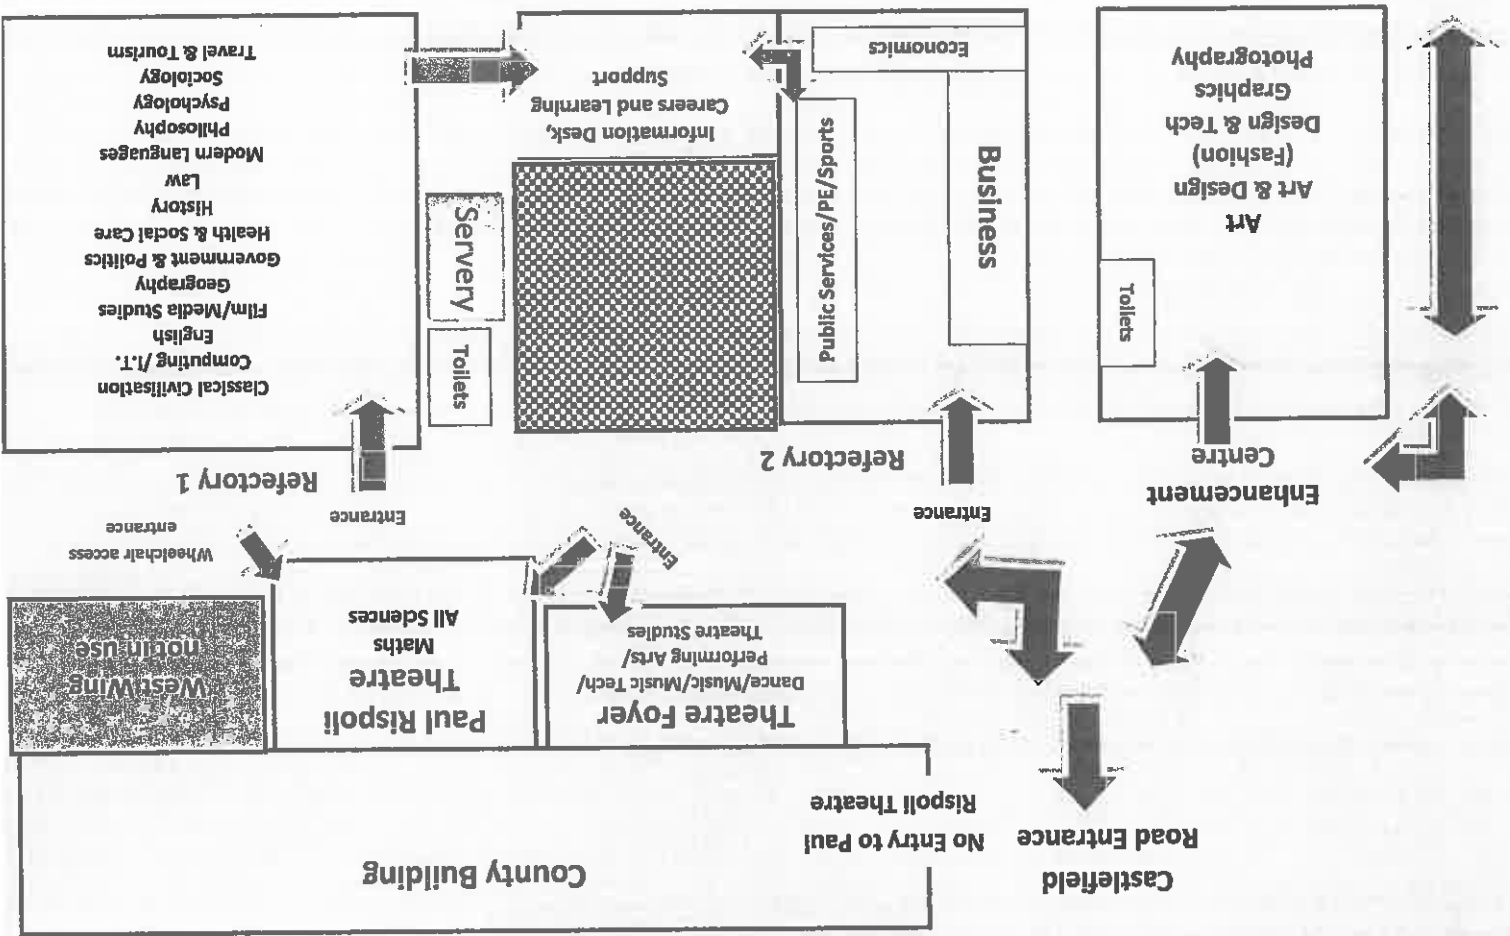 Castlefield
Road Entrance
County Building
No Entry to Paul
Rispoli Theatre
Theatre Foyer
Dance/Music/Music Tech/
Performing Arts/
Theatre Studies
Entrance
Paul Rispoli
Theatre
Maths
All Sciences
West Wing
not in use
Wheelchair access
entrance
Enhancement
Centre
Toilets
Art
Art & Design
(Fashion)
Design & Tech
Graphics
Photography
Entrance
Refectory 2
Business
Public Services/PE/Sports
Economics
Information Desk,
Careers and Learning
Support
Entrance
Refectory 1
Toilets
Servery
Classical Civilisation
Computing /I.T.
English
Film/Media Studies
Geography
Government & Politics
Health & Social Care
History
Law
Modern Languages
Philosophy
Psychology
Sociology
Travel & Tourism